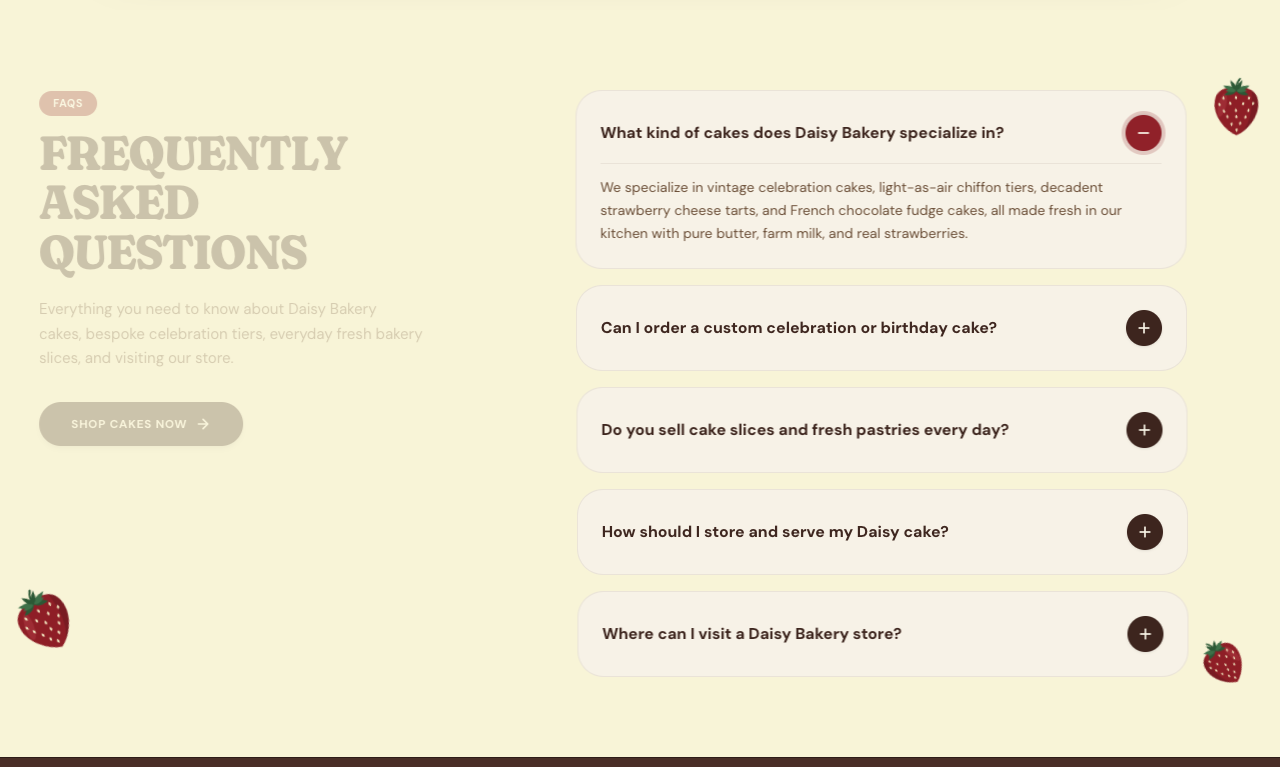 FAQS
FREQUENTLY
ASKED
QUESTIONS
Everything you need to know about Daisy Bakery
cakes, bespoke celebration tiers, everyday fresh bakery
slices, and visiting our store.
SHOP CAKES NOW
What kind of cakes does Daisy Bakery specialize in?
We specialize in vintage celebration cakes, light-as-air chiffon tiers, decadent
strawberry cheese tarts, and French chocolate fudge cakes, all made fresh in our
kitchen with pure butter, farm milk, and real strawberries.
Can I order a custom celebration or birthday cake?
Do you sell cake slices and fresh pastries every day?
How should I store and serve my Daisy cake?
Where can I visit a Daisy Bakery store?